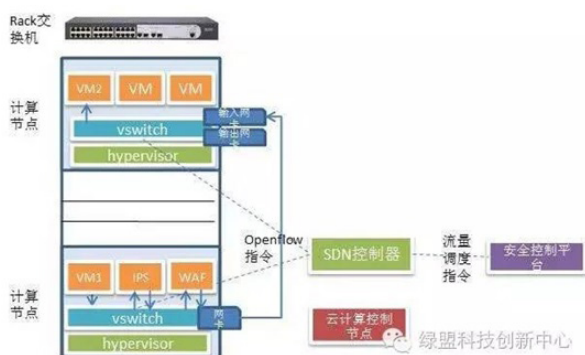 Rack交
换机
VM2
VM
VM
计算
节点
输入网
卡
vswitch
输出网
卡
hypervisor
Openflow
指令
SDN控制器
流量
调度
指令
安全控制平
台
VM1
IPS
WAF
计算
节点
网
卡
vswitch
hypervisor
云计算控制
节点
绿盟科技创新中心